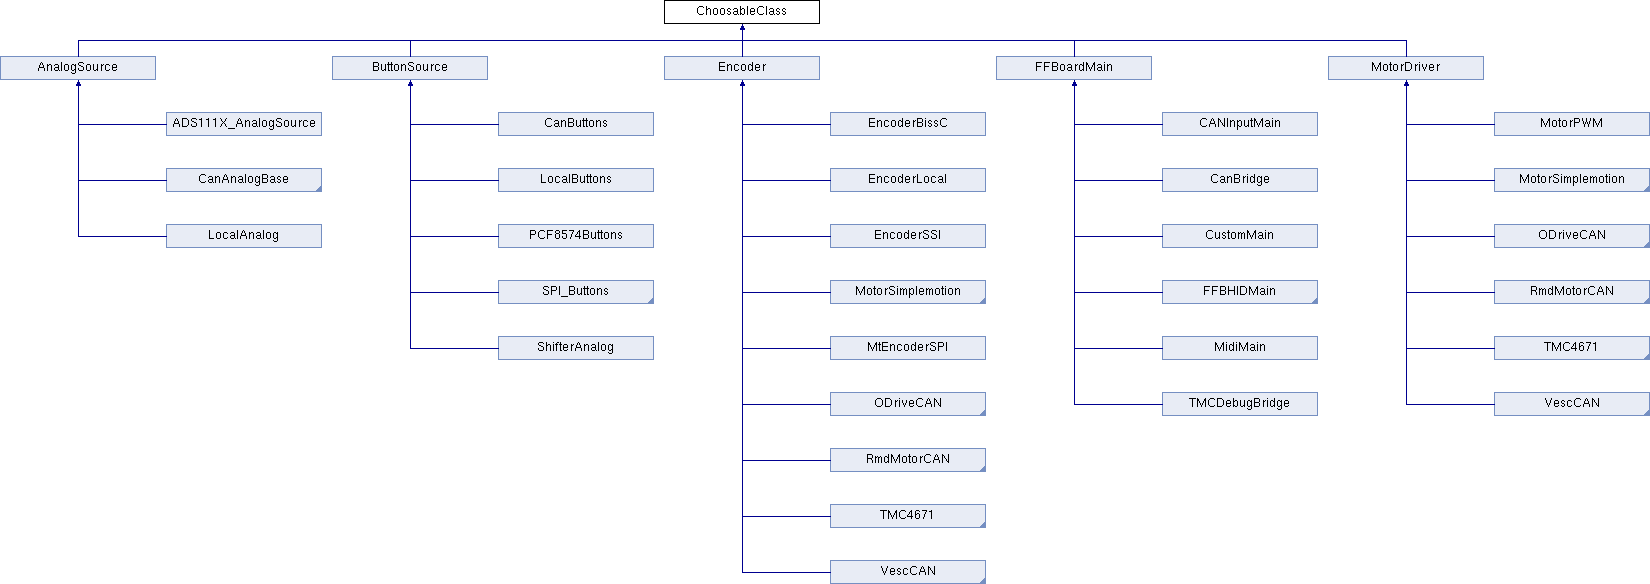 ChoosableClass
AnalogSource
ButtonSource
Encoder
FFBoardMain
MotorDriver
ADS111X_AnalogSource
CanAnalogBase
LocalAnalog
CanButtons
LocalButtons
PCF8574Buttons
SPI_Buttons
ShifterAnalog
EncoderBissC
EncoderLocal
EncoderSSI
MotorSimplemotion
MtEncoderSPI
ODriveCAN
RmdMotorCAN
TMC4671
VescCAN
CANInputMain
CanBridge
CustomMain
FFBHIDMain
MidiMain
TMCDebugBridge
MotorPWM
MotorSimplemotion
ODriveCAN
RmdMotorCAN
TMC4671
VescCAN